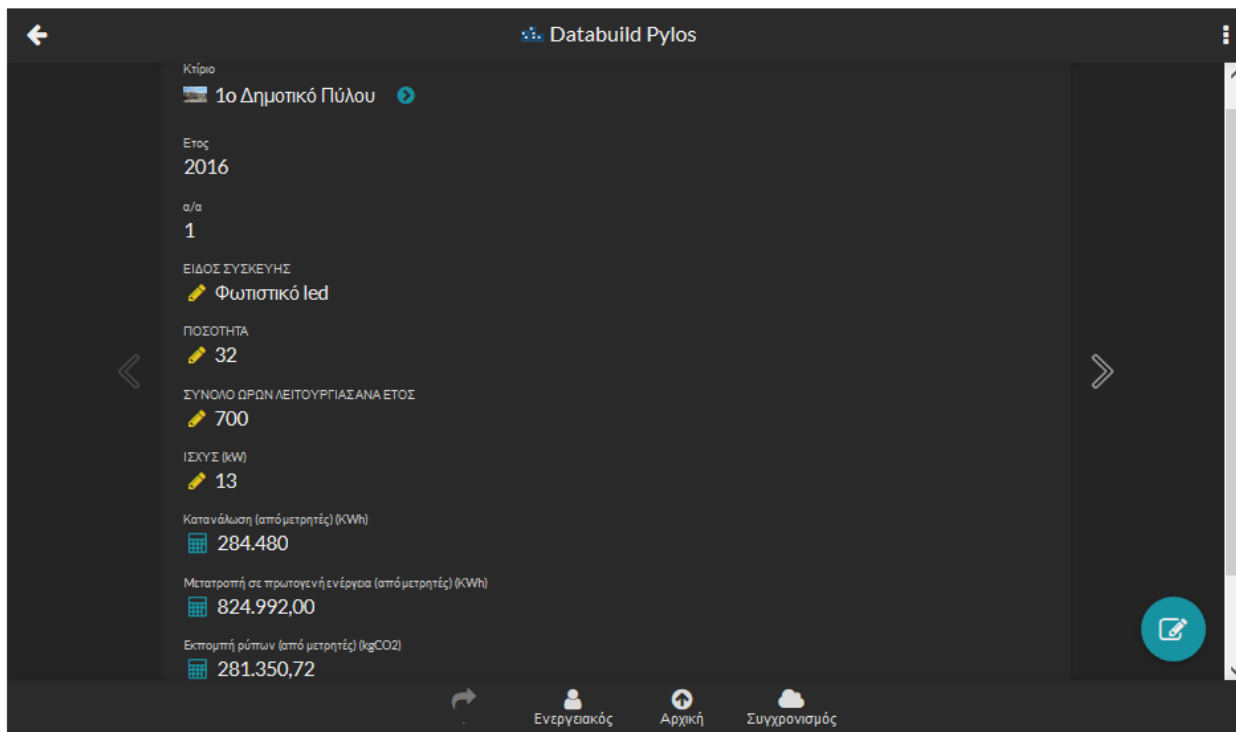 Databuild Pylos
Κτίριο
1ο Δημοτικό Πύλου
Ετος
2016
α/α
1
ΕΙΔΟΣ ΣΥΣΚΕΥΗΣ
Φωτιστικό led
ΠΟΣΟΤΗΤΑ
32
ΣΥΝΟΛΟ ΩΡΩΝ ΛΕΙΤΟΥΡΓΙΑΣ ΑΝΑ ΕΤΟΣ
700
ΙΣΧΥΣ (kW)
13
Κατανάλωση (από μετρητές) (KWh)
284.480
Μετατροπή σε πρωτογενή ενέργεια (από μετρητές) (KWh)
824.992,00
Εκπομπή ρύπων (από μετρητές) (kgCO2)
281.350,72
. Ενεργειακός Αρχική Συγχρονισμός